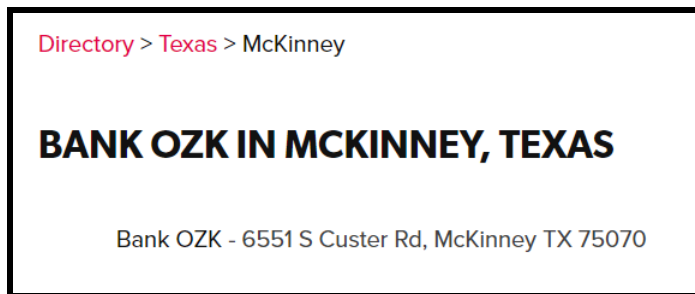 Directory > Texas > McKinney
BANK OZK IN MCKINNEY, TEXAS
Bank OZK - 6551 S Custer Rd, McKinney TX 75070